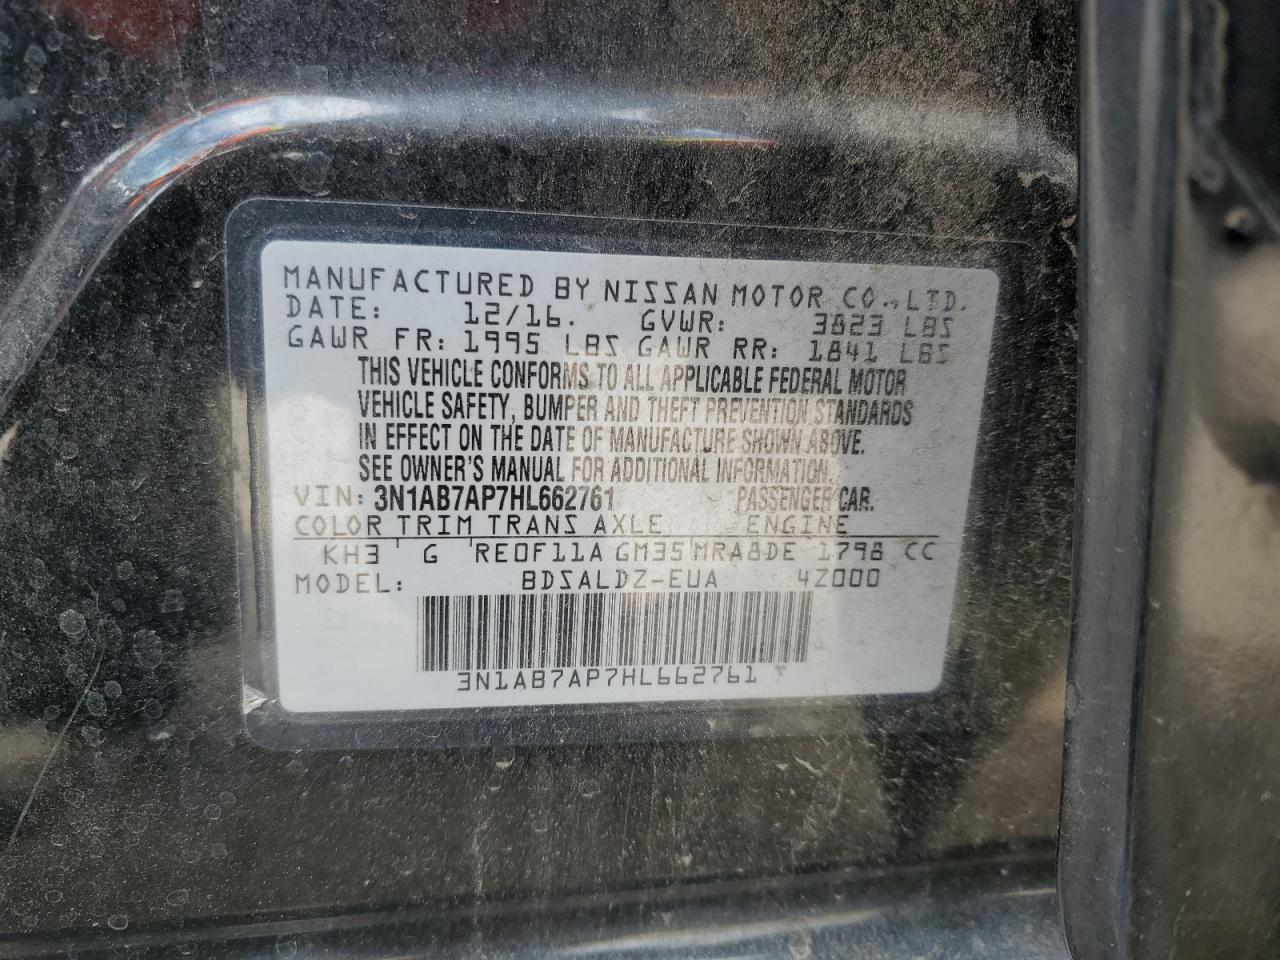 MANUFACTURED BY NISSAN MOTOR CO., LTD.
DATE: 12/16. GVWR: 3823 LBS
GAWR FR: 1995 LBS GAWR RR: 1841 LBS
THIS VEHICLE CONFORMS TO ALL APPLICABLE FEDERAL MOTOR
VEHICLE SAFETY, BUMPER AND THEFT PREVENTION STANDARDS
IN EFFECT ON THE DATE OF MANUFACTURE SHOWN ABOVE.
SEE OWNER'S MANUAL FOR ADDITIONAL INFORMATION.
VIN: 3N1AB7AP7HL662761 PASSENGER CAR.
COLOR TRIM TRANS AXLE ENGINE
KH3 G RE0F11A GM35 MRA8DE 1798 CC
MODEL: BDSALDZ-EUA 4Z000
3N1AB7AP7HL662761